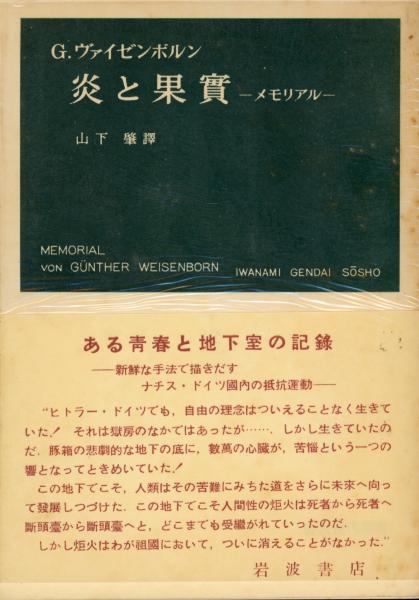 G.ヴァイゼンボルン
炎と果實 ―メモリアル―
山下 肇譯
MEMORIAL
VON GÜNTHER WEISENBORN IWANAMI GENDAI SŌSHO
ある青春と地下室の記錄
――新鮮な手法で描きだす
ナチス・ドイツ國內の抵抗運動――
“ヒトラー・ドイツでも，自由の理念はついえることなく生きて
いた！ それは獄房のなかではあったが……．しかし生きていたの
だ．豚箱の悲劇的な地下の底に，數萬の心臟が，苦惱という一つの
響となってときめいていた！
この地下でこそ，人類はその苦難にみちた道をさらに未來へ向っ
て發展しつづけた．この地下でこそ人間性の炬火は死者から死者へ
斷頭臺から斷頭臺へと，どこまでも受繼がれていったのだ．
しかし炬火はわが祖國において，ついに消えることがなかった．”
岩波書店